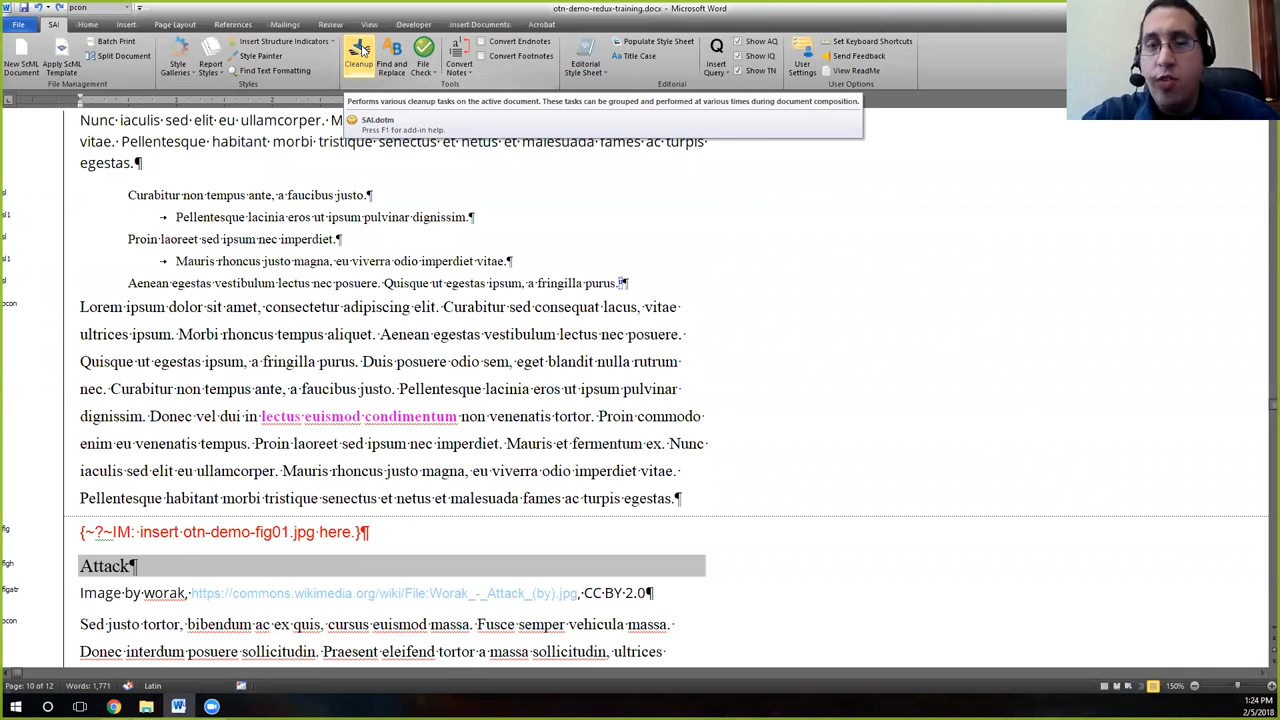 pcon
otn-demo-redux-training.docx - Microsoft Word
File SAI Home Insert Page Layout References Mailings Review View Developer Insert Documents Acrobat
New ScML Document
Apply ScML Template
Batch Print
Split Document
File Management
Style Galleries
Report Styles
Insert Structure Indicators
Style Painter
Find Text Formatting
Styles
Cleanup
Find and Replace
File Check
Convert Notes
Convert Endnotes
Convert Footnotes
Tools
Editorial Style Sheet
Populate Style Sheet
Title Case
Editorial
Insert Query
Show AQ
Show IQ
Show TN
User Settings
Set Keyboard Shortcuts
Send Feedback
View ReadMe
User Options
Performs various cleanup tasks on the active document. These tasks can be grouped and performed at various times during document composition.
SAI.dotm
Press F1 for add-in help.
Nunc·iaculis·sed·elit·eu·ullamcorper.·M
vitae.·Pellentesque·habitant·morbi·tristique·senectus·et·netus·et·malesuada·fames·ac·turpis·
egestas.¶
sl Curabitur·non·tempus·ante,·a·faucibus·justo.¶
sl1 → Pellentesque·lacinia·eros·ut·ipsum·pulvinar·dignissim.¶
sl Proin·laoreet·sed·ipsum·nec·imperdiet.¶
sl1 → Mauris·rhoncus·justo·magna,·eu·viverra·odio·imperdiet·vitae.¶
sl Aenean·egestas·vestibulum·lectus·nec·posuere.·Quisque·ut·egestas·ipsum,·a·fringilla·purus.¶
pcon Lorem·ipsum·dolor·sit·amet,·consectetur·adipiscing·elit.·Curabitur·sed·consequat·lacus,·vitae·
ultrices·ipsum.·Morbi·rhoncus·tempus·aliquet.·Aenean·egestas·vestibulum·lectus·nec·posuere.·
Quisque·ut·egestas·ipsum,·a·fringilla·purus.·Duis·posuere·odio·sem,·eget·blandit·nulla·rutrum·
nec.·Curabitur·non·tempus·ante,·a·faucibus·justo.·Pellentesque·lacinia·eros·ut·ipsum·pulvinar·
dignissim.·Donec·vel·dui·in·lectus·euismod·condimentum·non·venenatis·tortor.·Proin·commodo·
enim·eu·venenatis·tempus.·Proin·laoreet·sed·ipsum·nec·imperdiet.·Mauris·et·fermentum·ex.·Nunc·
iaculis·sed·elit·eu·ullamcorper.·Mauris·rhoncus·justo·magna,·eu·viverra·odio·imperdiet·vitae.·
Pellentesque·habitant·morbi·tristique·senectus·et·netus·et·malesuada·fames·ac·turpis·egestas.¶
fig {~?~IM:·insert·otn-demo-fig01.jpg·here.}¶
figh Attack¶
figatr Image·by·worak,·https://commons.wikimedia.org/wiki/File:Worak_-_Attack_(by).jpg,·CC·BY·2.0¶
pcon Sed·justo·tortor,·bibendum·ac·ex·quis,·cursus·euismod·massa.·Fusce·semper·vehicula·massa.·
Donec·interdum·posuere·sollicitudin.·Praesent·eleifend·tortor·a·massa·sollicitudin,·ultrices·
Page: 10 of 12 Words: 1,771 Latin 150%
1:24 PM
2/5/2018